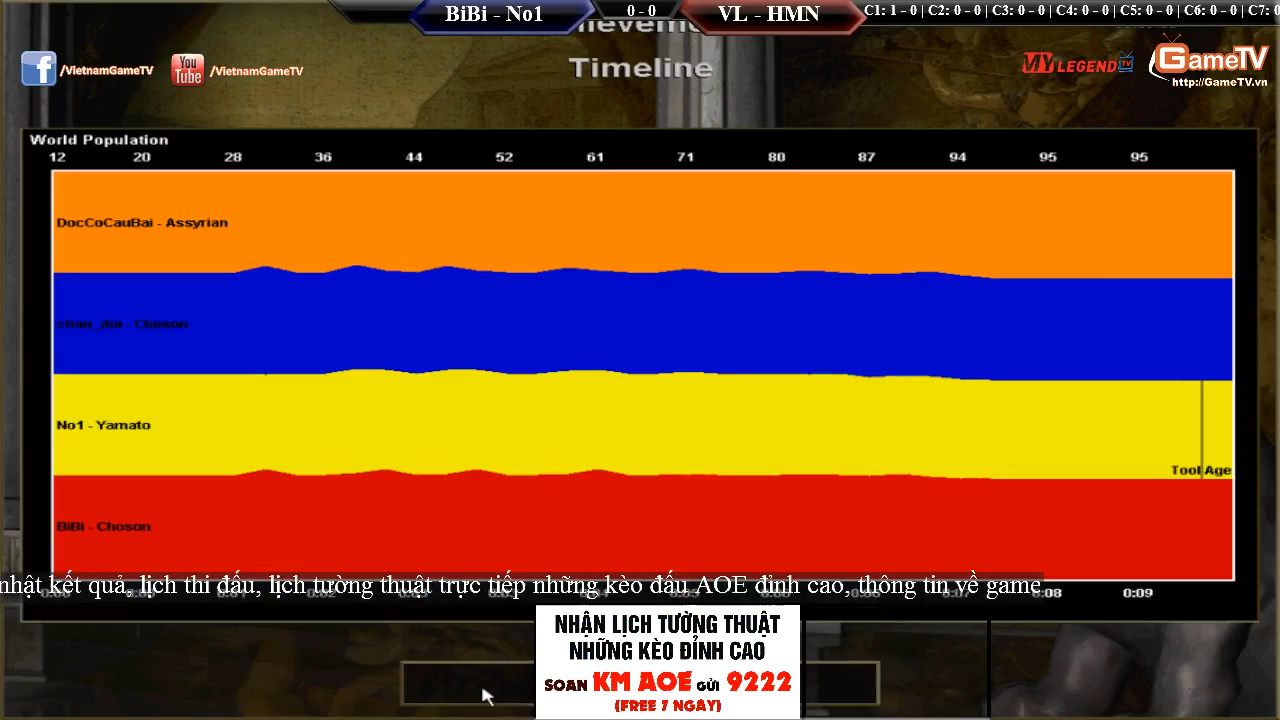 BiBi - No1
0 - 0
VL - HMN
C1: 1 - 0 | C2: 0 - 0 | C3: 0 - 0 | C4: 0 - 0 | C5: 0 - 0 | C6: 0 - 0 | C7: 0
Timeline
/VietnamGameTV
You Tube /VietnamGameTV
MY LEGEND TV
GameTV
http://GameTV.vn
World Population
12 20 28 36 44 52 61 71 80 87 94 95 95
DocCoCauBai - Assyrian
No1 - Yamato
Tool Age
BiBi - Choson
nhật kết quả, lịch thi đấu, lịch tường thuật trực tiếp những kèo đấu AOE đỉnh cao, thông tin về game
0:09
NHẬN LỊCH TƯỜNG THUẬT
NHỮNG KÈO ĐỈNH CAO
SOẠN KM AOE GỬI 9222
(FREE 7 NGÀY)